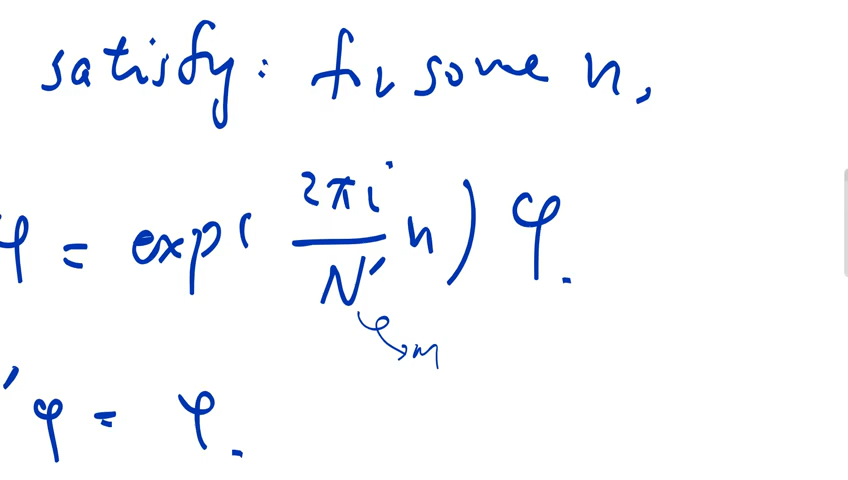 satisfy: for some n,
φ = exp( 2πi/N' n ) φ.
→ m
' φ = φ.